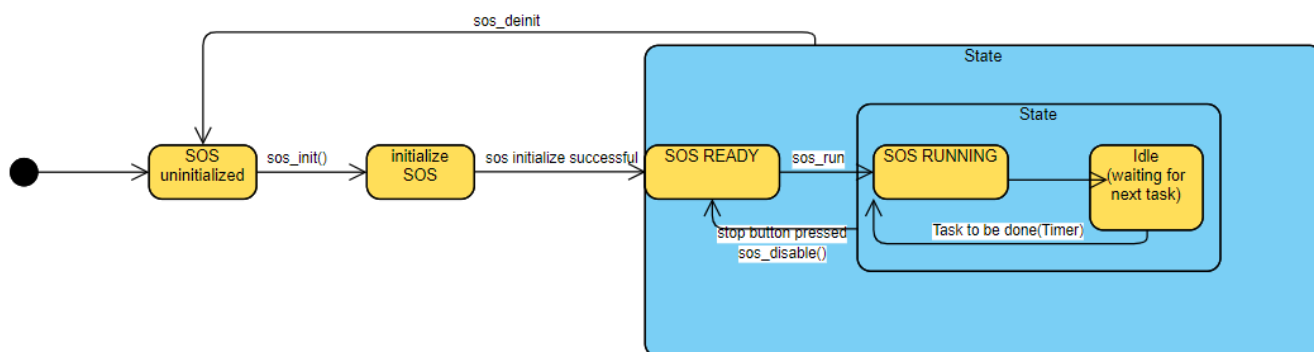 sos_deinit
State
State
SOS
uninitialized
sos_init()
initialize
SOS
sos initialize successful
SOS READY
sos_run
SOS RUNNING
Idle
(waiting for
next task)
stop button pressed
sos_disable()
Task to be done(Timer)